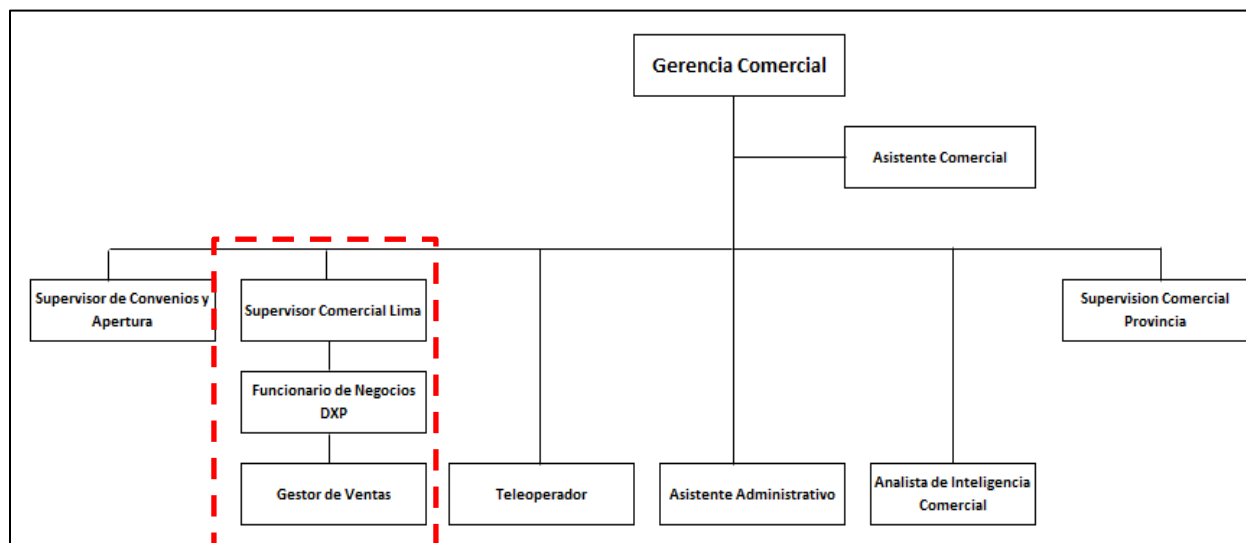 Gerencia Comercial
Asistente Comercial
Supervisor de Convenios y
Apertura
Supervisor Comercial Lima
Supervision Comercial
Provincia
Funcionario de Negocios
DXP
Gestor de Ventas
Teleoperador
Asistente Administrativo
Analista de Inteligencia
Comercial